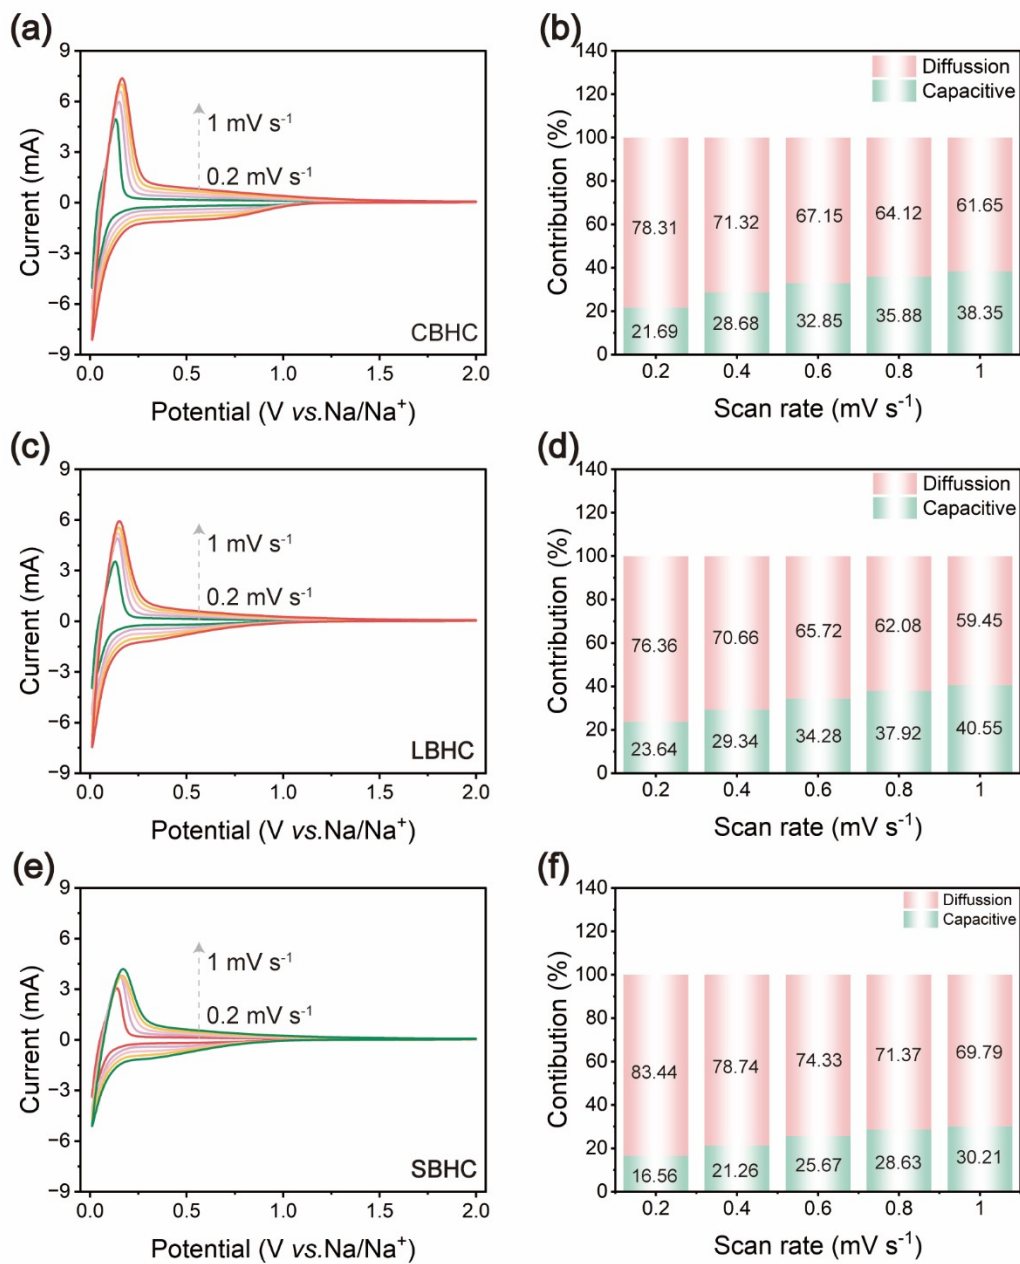 (a)
9
6
3
0
−3
−6
−9
Current (mA)
1 mV s⁻¹
0.2 mV s⁻¹
CBHC
0.0 0.5 1.0 1.5 2.0
Potential (V vs.Na/Na⁺)
(b)
140
120
100
80
60
40
20
0
Contribution (%)
Diffussion
Capacitive
78.31 71.32 67.15 64.12 61.65
21.69 28.68 32.85 35.88 38.35
0.2 0.4 0.6 0.8 1
Scan rate (mV s⁻¹)
(c)
9
6
3
0
−3
−6
−9
Current (mA)
1 mV s⁻¹
0.2 mV s⁻¹
LBHC
0.0 0.5 1.0 1.5 2.0
Potential (V vs.Na/Na⁺)
(d)
140
120
100
80
60
40
20
0
Contribution (%)
Diffussion
Capacitive
76.36 70.66 65.72 62.08 59.45
23.64 29.34 34.28 37.92 40.55
0.2 0.4 0.6 0.8 1
Scan rate (mV s⁻¹)
(e)
9
6
3
0
−3
−6
−9
Current (mA)
1 mV s⁻¹
0.2 mV s⁻¹
SBHC
0.0 0.5 1.0 1.5 2.0
Potential (V vs.Na/Na⁺)
(f)
140
120
100
80
60
40
20
0
Contibution (%)
Diffussion
Capacitive
83.44 78.74 74.33 71.37 69.79
16.56 21.26 25.67 28.63 30.21
0.2 0.4 0.6 0.8 1
Scan rate (mV s⁻¹)